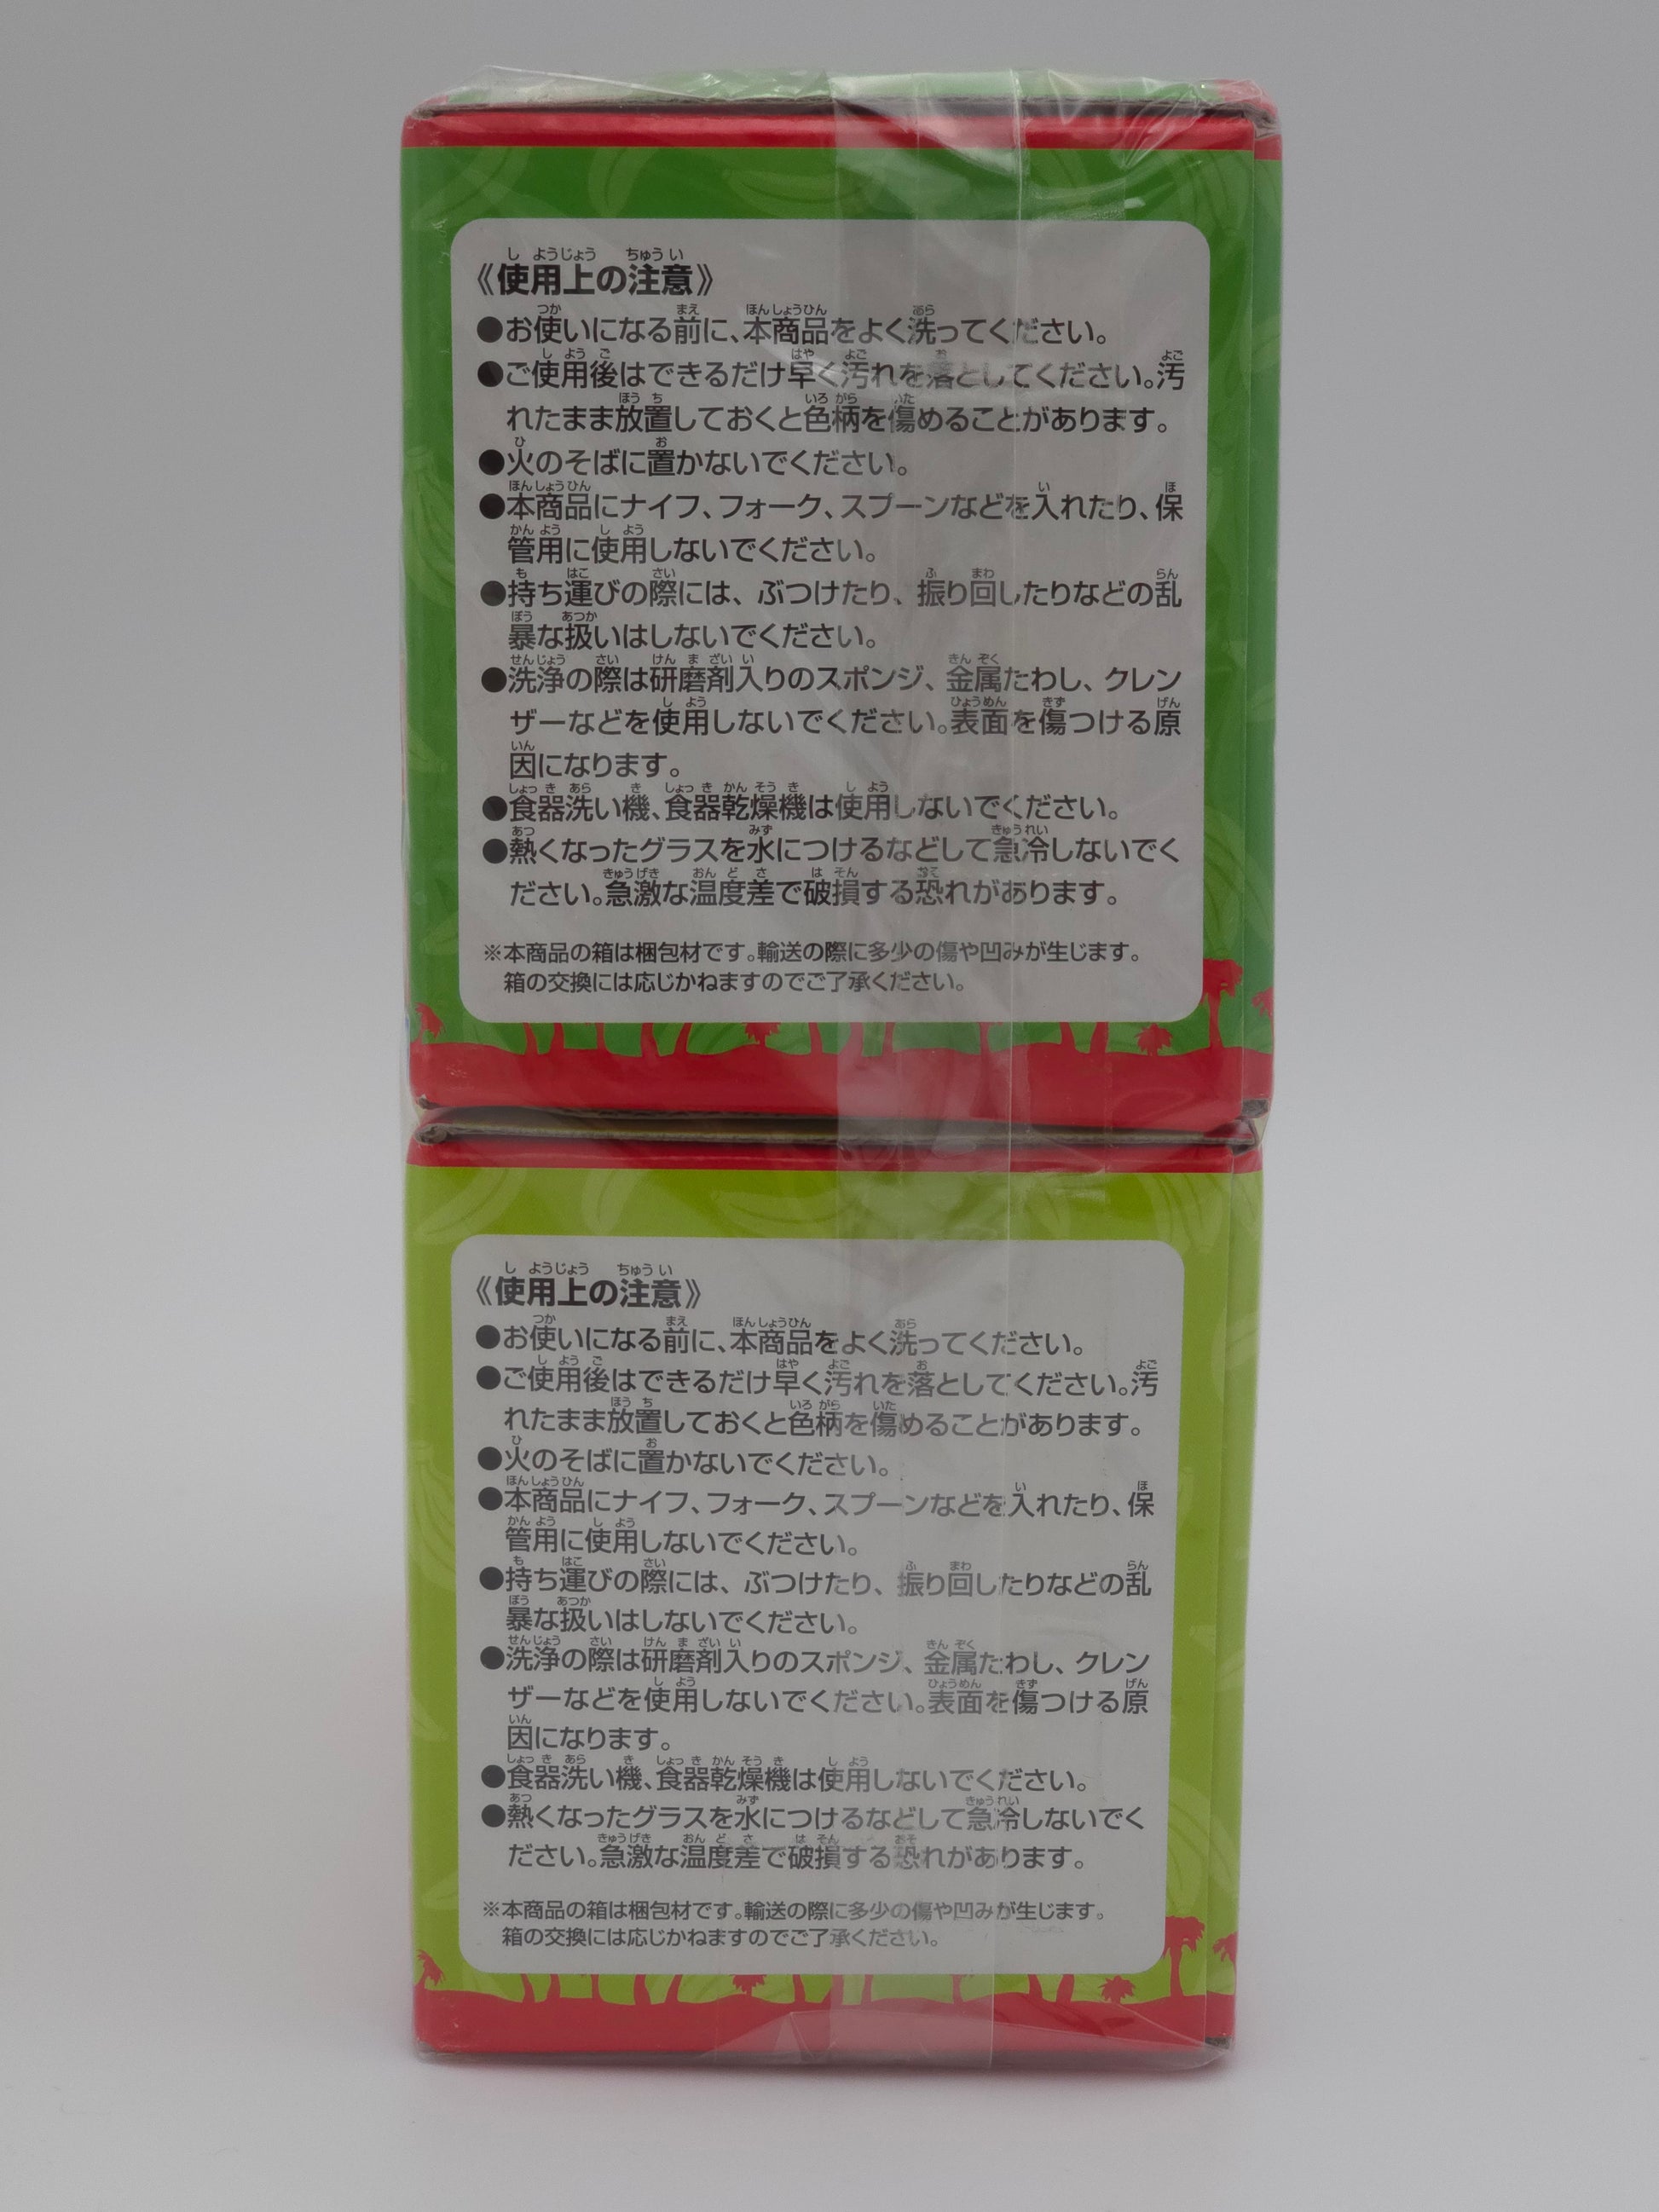 《使用上の注意》
●お使いになる前に、本商品をよく洗ってください。
●ご使用後はできるだけ早く汚れを落としてください。汚
れたまま放置しておくと色柄を傷めることがあります。
●火のそばに置かないでください。
●本商品にナイフ、フォーク、スプーンなどを入れたり、保
管用に使用しないでください。
●持ち運びの際には、ぶつけたり、振り回したりなどの乱
暴な扱いはしないでください。
●洗浄の際は研磨剤入りのスポンジ、金属たわし、クレン
ザーなどを使用しないでください。表面を傷つける原
因になります。
●食器洗い機、食器乾燥機は使用しないでください。
●熱くなったグラスを水につけるなどして急冷しないでく
ださい。急激な温度差で破損する恐れがあります。
※本商品の箱は梱包材です。輸送の際に多少の傷や凹みが生じます。
箱の交換には応じかねますのでご了承ください。
《使用上の注意》
●お使いになる前に、本商品をよく洗ってください。
●ご使用後はできるだけ早く汚れを落としてください。汚
れたまま放置しておくと色柄を傷めることがあります。
●火のそばに置かないでください。
●本商品にナイフ、フォーク、スプーンなどを入れたり、保
管用に使用しないでください。
●持ち運びの際には、ぶつけたり、振り回したりなどの乱
暴な扱いはしないでください。
●洗浄の際は研磨剤入りのスポンジ、金属たわし、クレン
ザーなどを使用しないでください。表面を傷つける原
因になります。
●食器洗い機、食器乾燥機は使用しないでください。
●熱くなったグラスを水につけるなどして急冷しないでく
ださい。急激な温度差で破損する恐れがあります。
※本商品の箱は梱包材です。輸送の際に多少の傷や凹みが生じます。
箱の交換には応じかねますのでご了承ください。